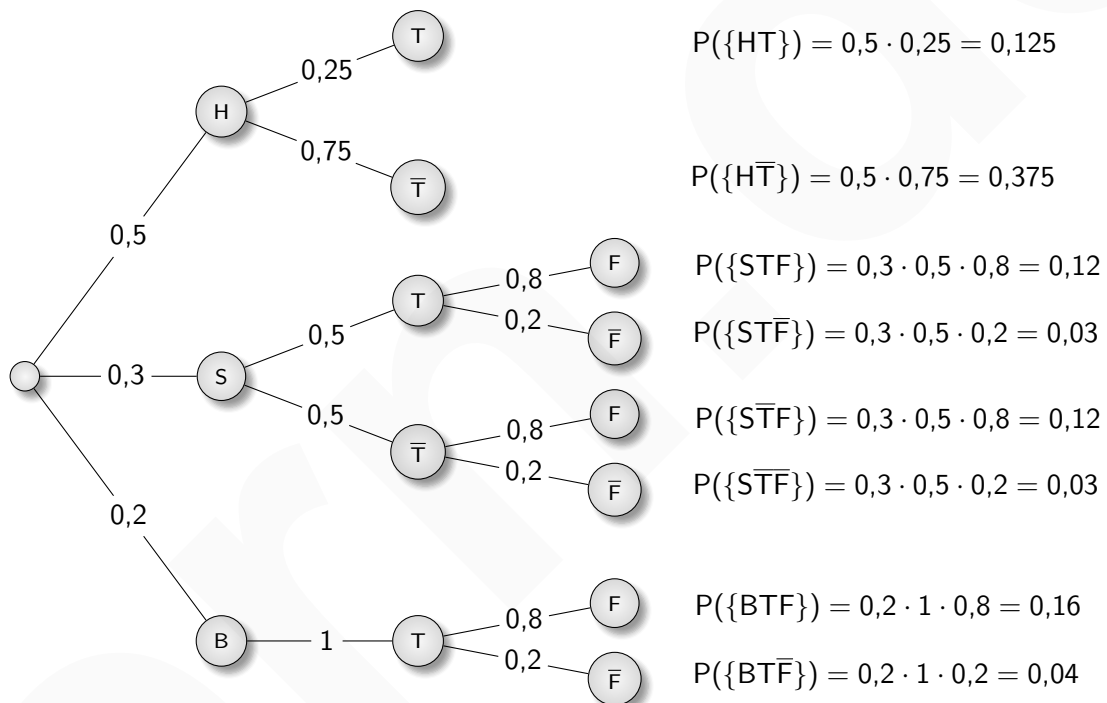 T
P({HT}) = 0,5 · 0,25 = 0,125
0,25
H
0,75
T̅
P({HT̅}) = 0,5 · 0,75 = 0,375
0,5
F
P({STF}) = 0,3 · 0,5 · 0,8 = 0,12
0,8
T
0,2
0,5
F̅
P({STF̅}) = 0,3 · 0,5 · 0,2 = 0,03
0,3
S
F
P({ST̅F}) = 0,3 · 0,5 · 0,8 = 0,12
0,5
0,8
T̅
0,2
F̅
P({ST̅F̅}) = 0,3 · 0,5 · 0,2 = 0,03
0,2
F
P({BTF}) = 0,2 · 1 · 0,8 = 0,16
0,8
B
1
T
0,2
F̅
P({BTF̅}) = 0,2 · 1 · 0,2 = 0,04